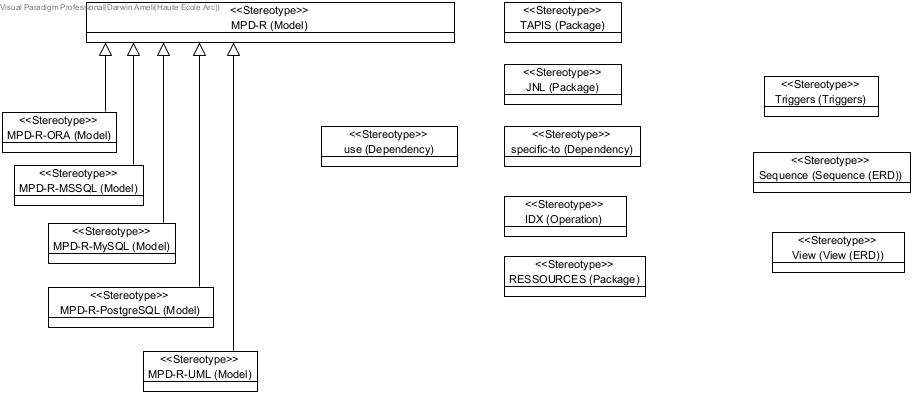 Visual Paradigm Professional(Darwin Ameli(Haute Ecole Arc))
<<Stereotype>>
MPD-R (Model)
<<Stereotype>>
TAPIS (Package)
<<Stereotype>>
JNL (Package)
<<Stereotype>>
Triggers (Triggers)
<<Stereotype>>
MPD-R-ORA (Model)
<<Stereotype>>
use (Dependency)
<<Stereotype>>
specific-to (Dependency)
<<Stereotype>>
Sequence (Sequence (ERD))
<<Stereotype>>
MPD-R-MSSQL (Model)
<<Stereotype>>
IDX (Operation)
<<Stereotype>>
MPD-R-MySQL (Model)
<<Stereotype>>
View (View (ERD))
<<Stereotype>>
RESSOURCES (Package)
<<Stereotype>>
MPD-R-PostgreSQL (Model)
<<Stereotype>>
MPD-R-UML (Model)